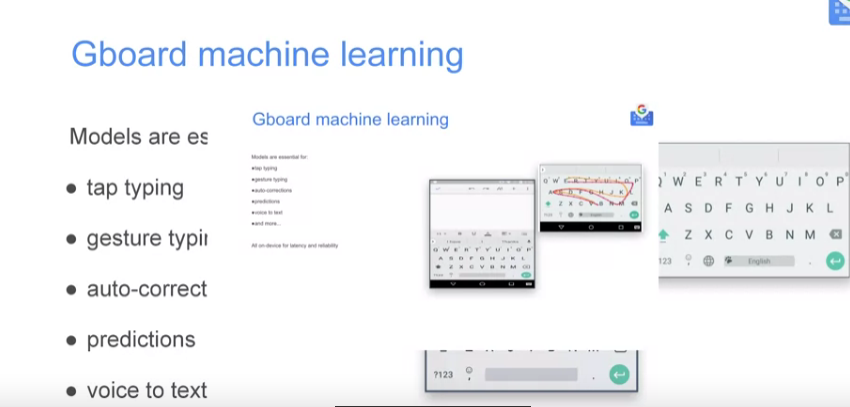 Gboard machine learning
Models are es
• tap typing
• gesture typin
• auto-correct
• predictions
• voice to text
Gboard machine learning
Models are essential for:
•tap typing
•gesture typing
•auto-corrections
•predictions
•voice to text
•and more...
All on-device for latency and reliability
Q W E R T Y U I O P
A S D F G H J K L
Z X C V B N M
?123
W E R T Y U I O P
A S D F G H J K L
Z X C V B N M
123 English .
?123 , .